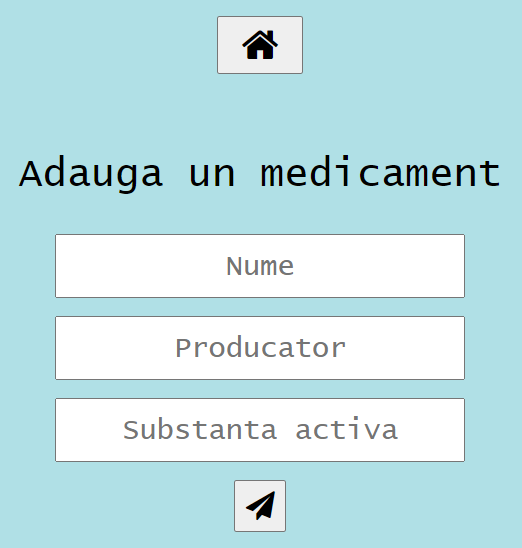 Adauga un medicament
Nume
Producator
Substanta activa